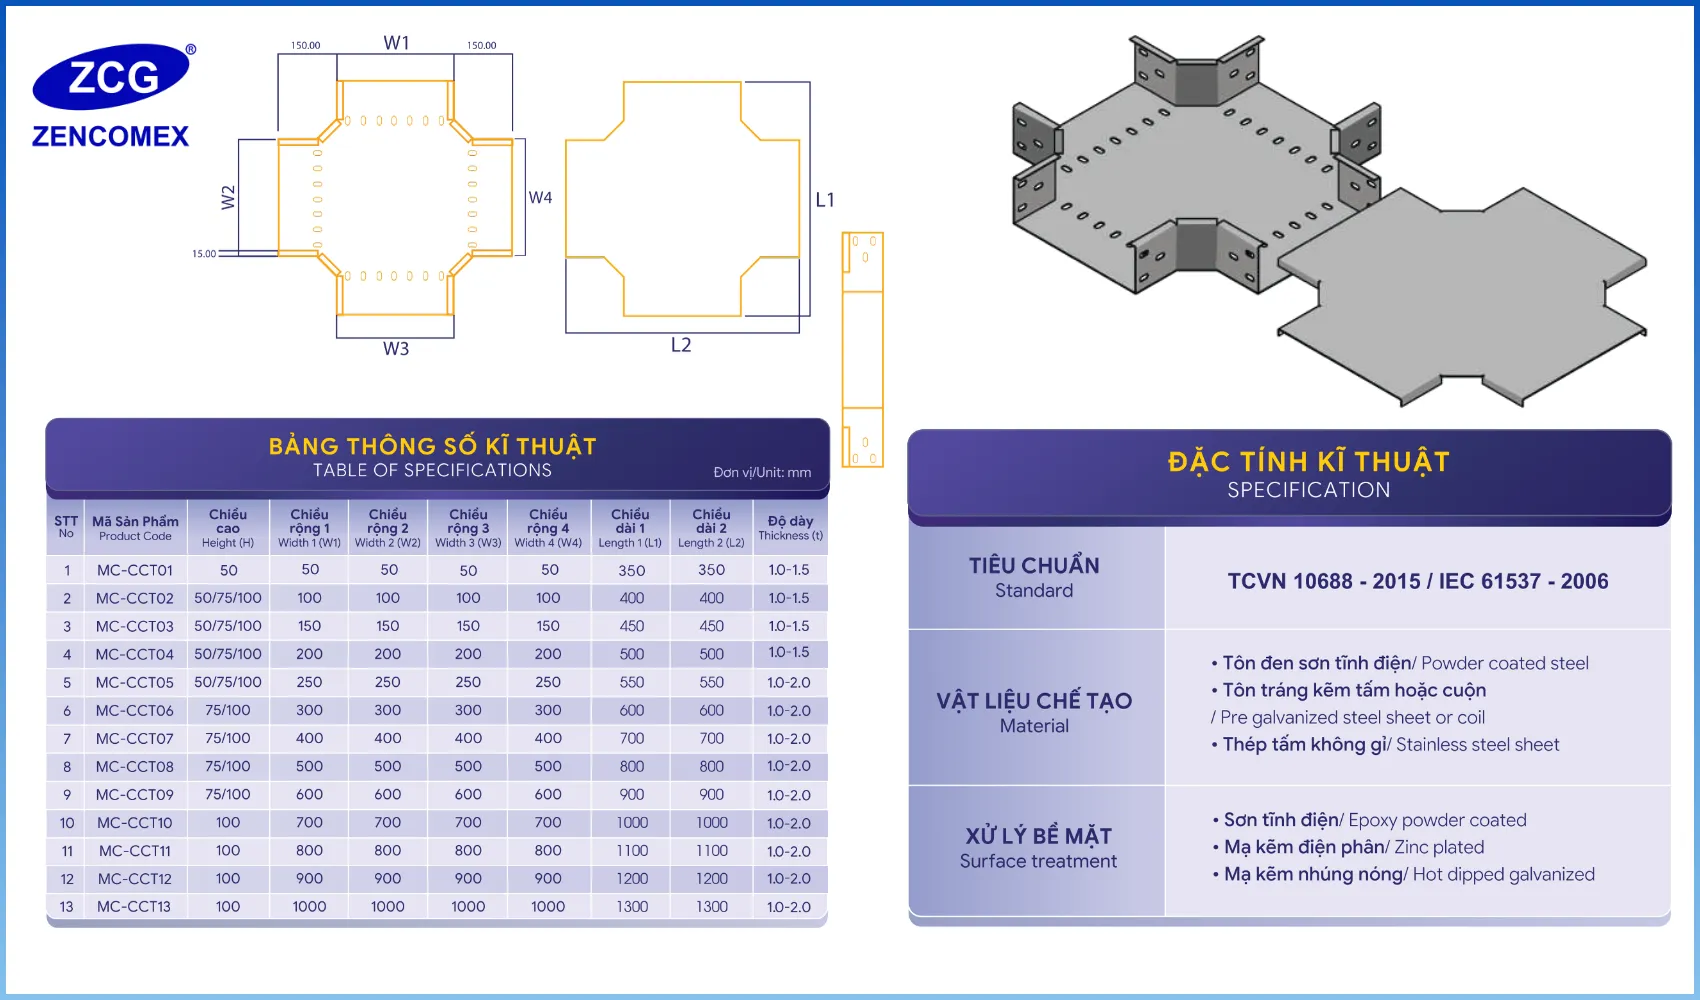 ZCG®
ZENCOMEX
150.00 W1 150.00
W2
W4
15.00
W3
L1
L2
BẢNG THÔNG SỐ KĨ THUẬT
TABLE OF SPECIFICATIONS
Đơn vị/Unit: mm
STT No | Mã Sản Phẩm Product Code | Chiều cao Height (H) | Chiều rộng 1 Width 1 (W1) | Chiều rộng 2 Width 2 (W2) | Chiều rộng 3 Width 3 (W3) | Chiều rộng 4 Width 4 (W4) | Chiều dài 1 Length 1 (L1) | Chiều dài 2 Length 2 (L2) | Độ dày Thickness (t)
1 MC-CCT01 50 50 50 50 50 350 350 1.0-1.5
2 MC-CCT02 50/75/100 100 100 100 100 400 400 1.0-1.5
3 MC-CCT03 50/75/100 150 150 150 150 450 450 1.0-1.5
4 MC-CCT04 50/75/100 200 200 200 200 500 500 1.0-1.5
5 MC-CCT05 50/75/100 250 250 250 250 550 550 1.0-2.0
6 MC-CCT06 75/100 300 300 300 300 600 600 1.0-2.0
7 MC-CCT07 75/100 400 400 400 400 700 700 1.0-2.0
8 MC-CCT08 75/100 500 500 500 500 800 800 1.0-2.0
9 MC-CCT09 75/100 600 600 600 600 900 900 1.0-2.0
10 MC-CCT10 100 700 700 700 700 1000 1000 1.0-2.0
11 MC-CCT11 100 800 800 800 800 1100 1100 1.0-2.0
12 MC-CCT12 100 900 900 900 900 1200 1200 1.0-2.0
13 MC-CCT13 100 1000 1000 1000 1000 1300 1300 1.0-2.0
ĐẶC TÍNH KĨ THUẬT
SPECIFICATION
TIÊU CHUẨN
Standard
TCVN 10688 - 2015 / IEC 61537 - 2006
VẬT LIỆU CHẾ TẠO
Material
• Tôn đen sơn tĩnh điện/ Powder coated steel
• Tôn tráng kẽm tấm hoặc cuộn
/ Pre galvanized steel sheet or coil
• Thép tấm không gỉ/ Stainless steel sheet
XỬ LÝ BỀ MẶT
Surface treatment
• Sơn tĩnh điện/ Epoxy powder coated
• Mạ kẽm điện phân/ Zinc plated
• Mạ kẽm nhúng nóng/ Hot dipped galvanized